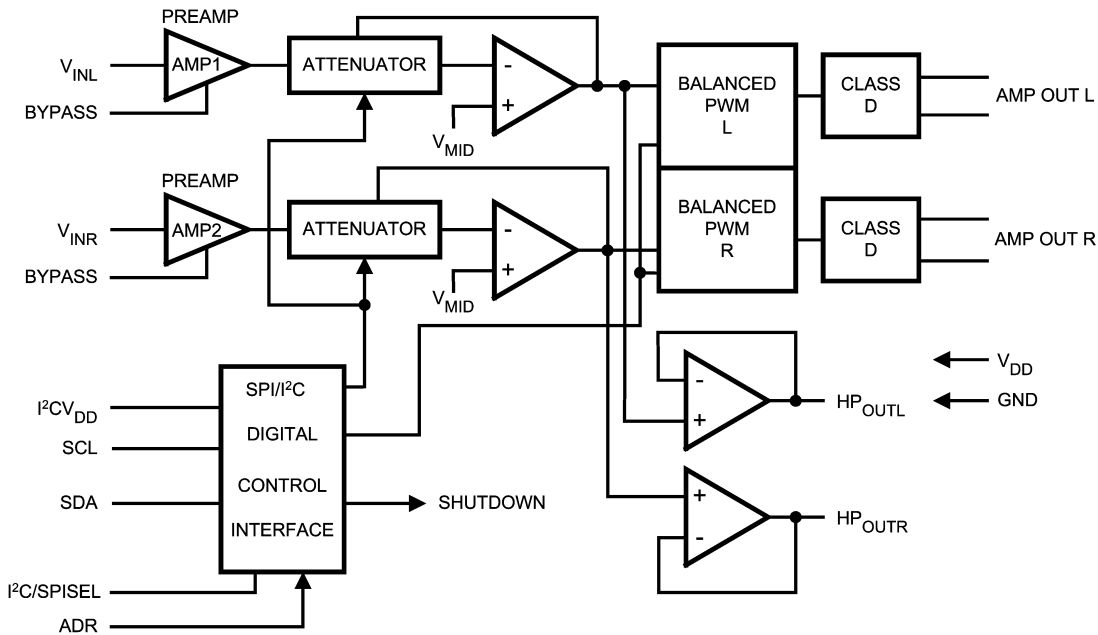 PREAMP
V_INL
AMP1
BYPASS
ATTENUATOR
-
+
V_MID
BALANCED
PWM
L
CLASS
D
AMP OUT L
PREAMP
V_INR
AMP2
BYPASS
ATTENUATOR
-
+
V_MID
BALANCED
PWM
R
CLASS
D
AMP OUT R
SPI/I²C
DIGITAL
CONTROL
INTERFACE
I²CV_DD
SCL
SDA
I²C/SPISEL
ADR
SHUTDOWN
-
+
HP_OUTL
V_DD
GND
+
-
HP_OUTR